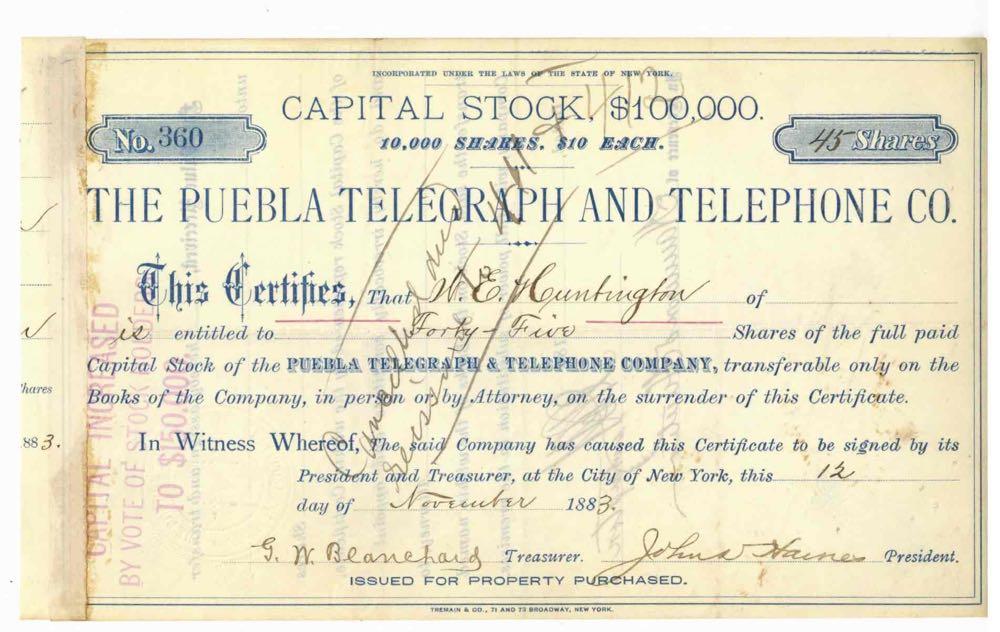 INCORPORATED UNDER THE LAWS OF THE STATE OF NEW YORK.
CAPITAL STOCK, $100,000.
No. 360
10,000 SHARES. $10 EACH.
45 Shares
THE PUEBLA TELEGRAPH AND TELEPHONE CO.
This Certifies, That W. E. Huntington of
is entitled to Forty-Five Shares of the full paid
Capital Stock of the PUEBLA TELEGRAPH & TELEPHONE COMPANY, transferable only on the
Books of the Company, in person or by Attorney, on the surrender of this Certificate.
hares
883.
In Witness Whereof, The said Company has caused this Certificate to be signed by its
President and Treasurer, at the City of New York, this 12
day of November 1883.
G. W. Blanchard Treasurer. John Haines President.
ISSUED FOR PROPERTY PURCHASED.
TREMAIN & CO., 71 AND 73 BROADWAY, NEW YORK.
CAPITAL INCREASED
BY VOTE OF STOCK
Cancelled and